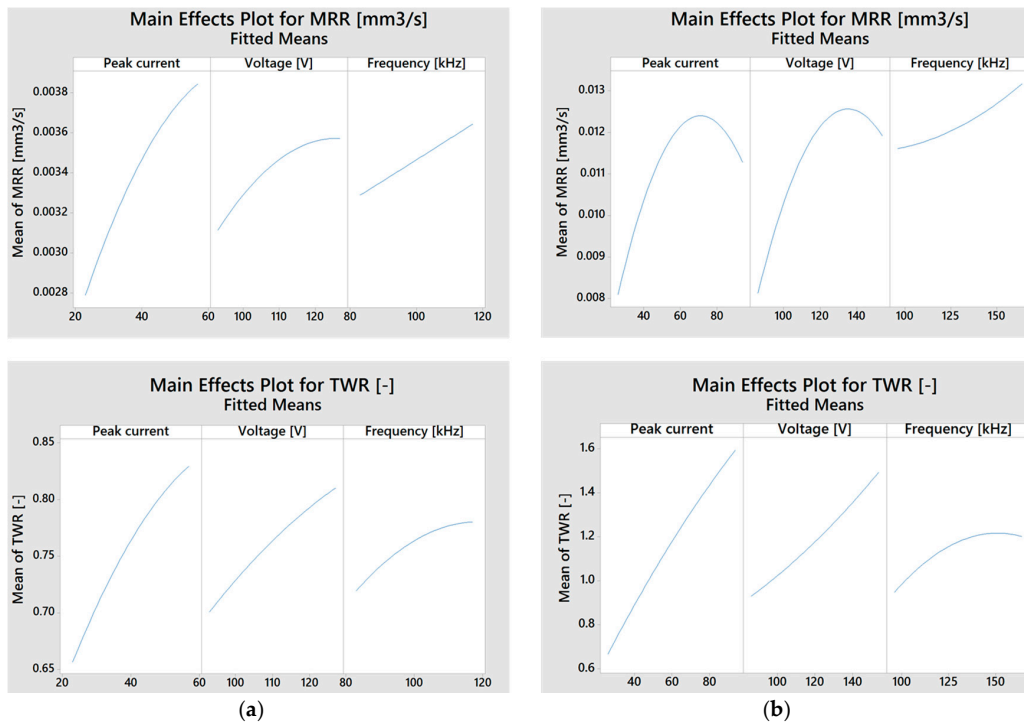 Main Effects Plot for MRR [mm3/s]
Fitted Means
Peak current Voltage [V] Frequency [kHz]
Mean of MRR [mm3/s]
0.0038
0.0036
0.0034
0.0032
0.0030
0.0028
20 40 60 100 110 120 80 100 120
Main Effects Plot for MRR [mm3/s]
Fitted Means
Peak current Voltage [V] Frequency [kHz]
Mean of MRR [mm3/s]
0.013
0.012
0.011
0.010
0.009
0.008
40 60 80 100 120 140 100 150
Main Effects Plot for TWR [-]
Fitted Means
Peak current Voltage [V] Frequency [kHz]
Mean of TWR [-]
0.85
0.80
0.75
0.70
0.65
20 40 60 100 110 120 80 100 120
Main Effects Plot for TWR [-]
Fitted Means
Peak current Voltage [V] Frequency [kHz]
Mean of TWR [-]
1.6
1.4
1.2
1.0
0.8
0.6
40 60 80 100 120 140 100 150
(a)
(b)